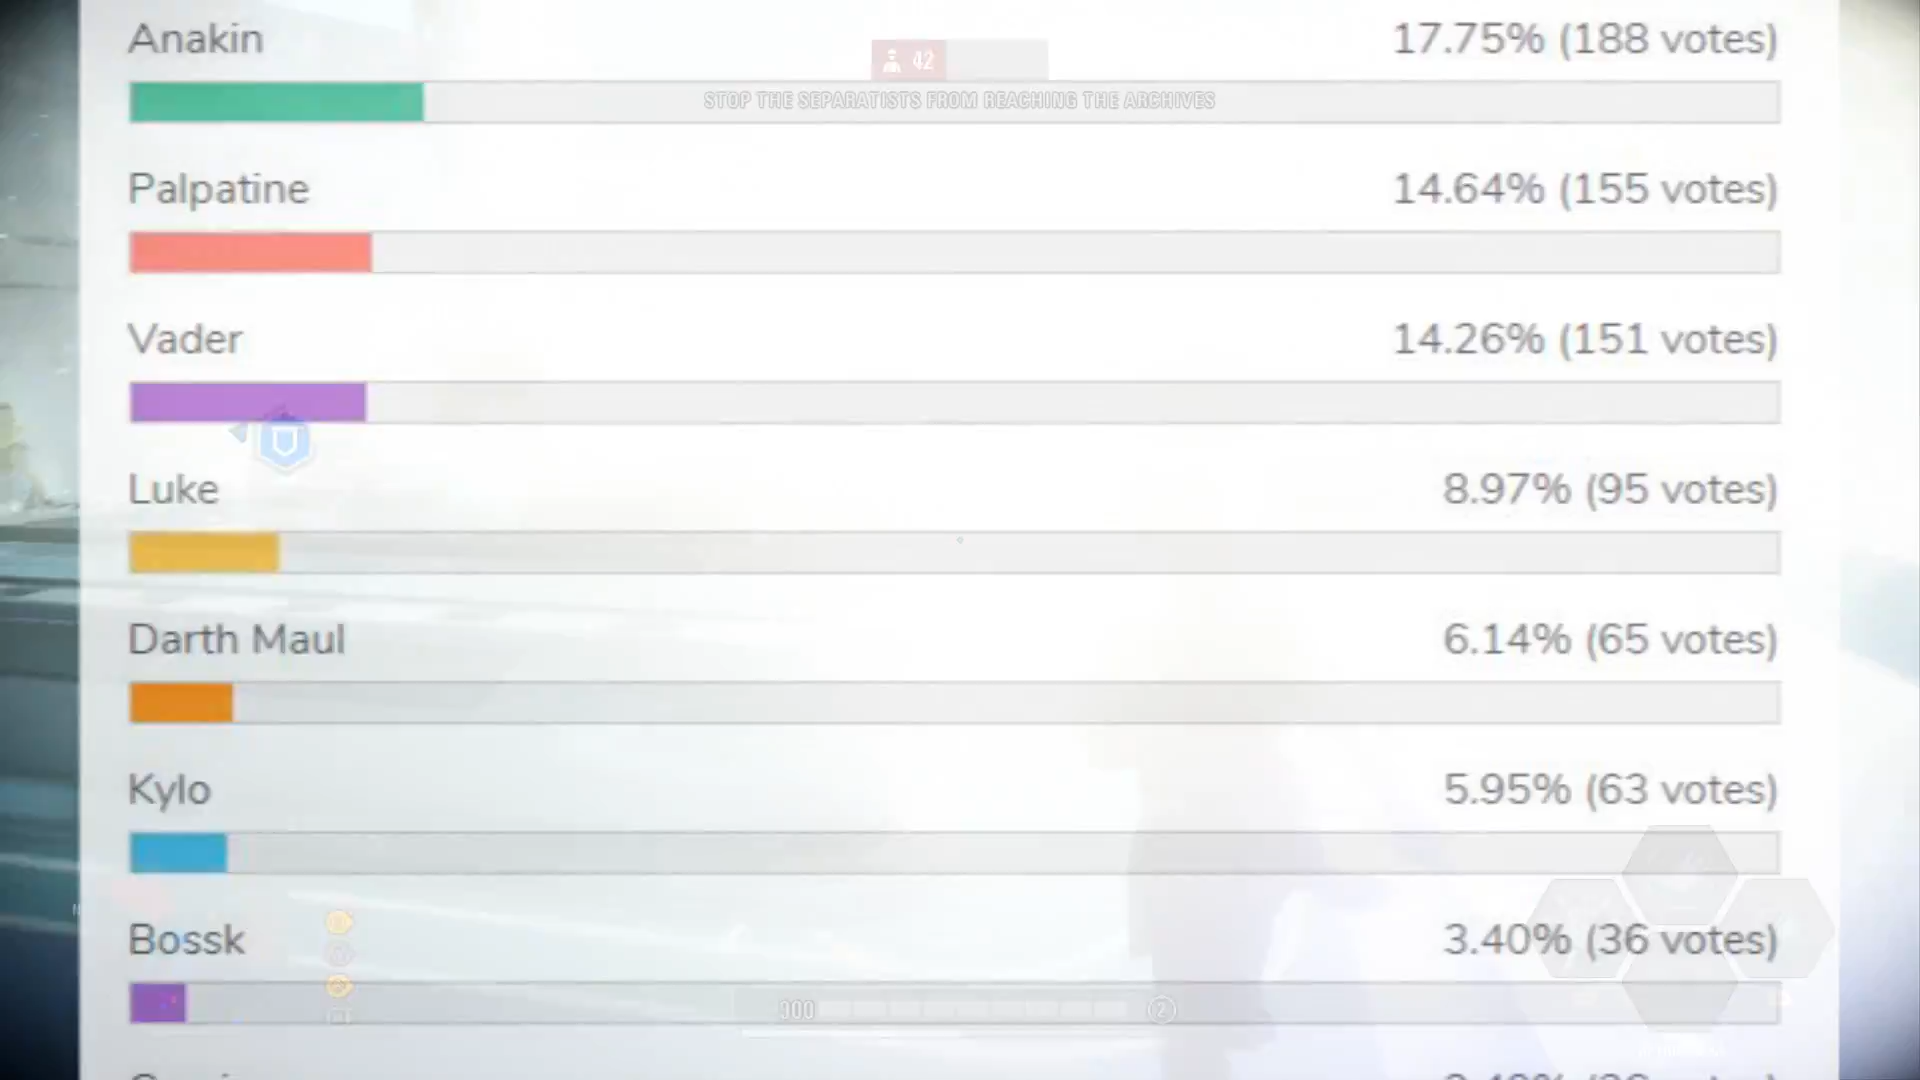 Anakin 17.75% (188 votes)
42
STOP THE SEPARATISTS FROM REACHING THE ARCHIVES
Palpatine 14.64% (155 votes)
Vader 14.26% (151 votes)
Luke 8.97% (95 votes)
Darth Maul 6.14% (65 votes)
Kylo 5.95% (63 votes)
Bossk 3.40% (36 votes)
300
2